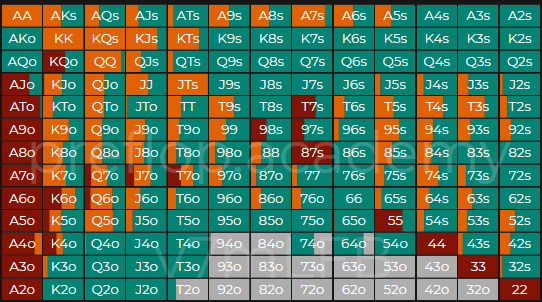 AA AKs AQs AJs ATs A9s A8s A7s A6s A5s A4s A3s A2s
AKo KK KQs KJs KTs K9s K8s K7s K6s K5s K4s K3s K2s
AQo KQo QQ QJs QTs Q9s Q8s Q7s Q6s Q5s Q4s Q3s Q2s
AJo KJo QJo JJ JTs J9s J8s J7s J6s J5s J4s J3s J2s
ATo KTo QTo JTo TT T9s T8s T7s T6s T5s T4s T3s T2s
A9o K9o Q9o J9o T9o 99 98s 97s 96s 95s 94s 93s 92s
A8o K8o Q8o J8o T8o 98o 88 87s 86s 85s 84s 83s 82s
preflop academy
A7o K7o Q7o J7o T7o 97o 87o 77 76s 75s 74s 73s 72s
A6o K6o Q6o J6o T6o 96o 86o 76o 66 65s 64s 63s 62s
A5o K5o Q5o J5o T5o 95o 85o 75o 65o 55 54s 53s 52s
A4o K4o Q4o J4o T4o 94o 84o 74o 64o 54o 44 43s 42s
A3o K3o Q3o J3o T3o 93o 83o 73o 63o 53o 43o 33 32s
A2o K2o Q2o J2o T2o 92o 82o 72o 62o 52o 42o 32o 22